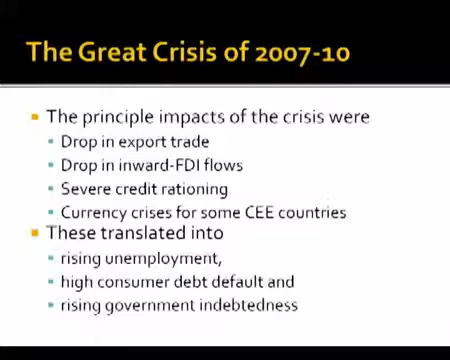 The Great Crisis of 2007-10
The principle impacts of the crisis were
Drop in export trade
Drop in inward-FDI flows
Severe credit rationing
Currency crises for some CEE countries
These translated into
rising unemployment,
high consumer debt default and
rising government indebtedness